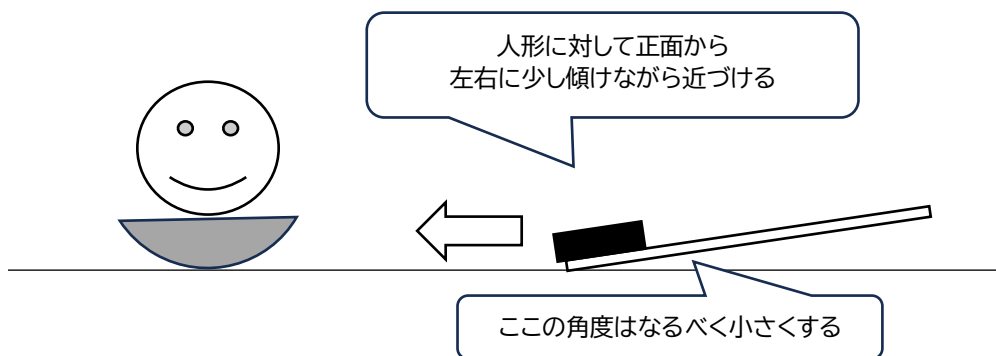 人形に対して正面から
左右に少し傾けながら近づける
ここの角度はなるべく小さくする